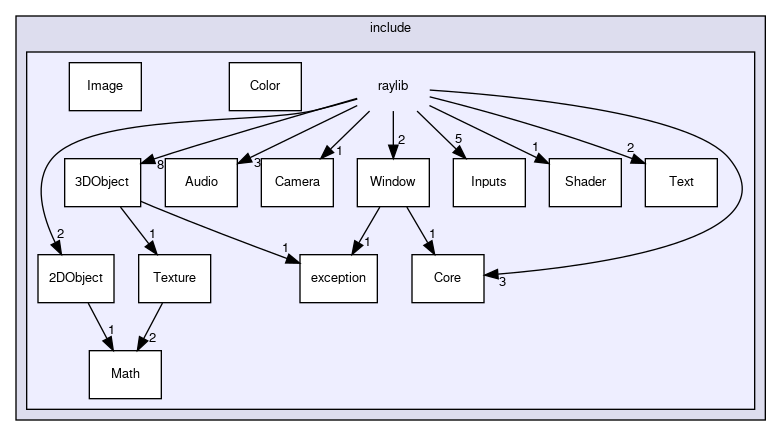 include
Image
Color
raylib
8
3
1
2
5
1
2
3DObject
Audio
Camera
Window
Inputs
Shader
Text
2
1
1
1
1
3
2DObject
Texture
exception
Core
1
2
Math